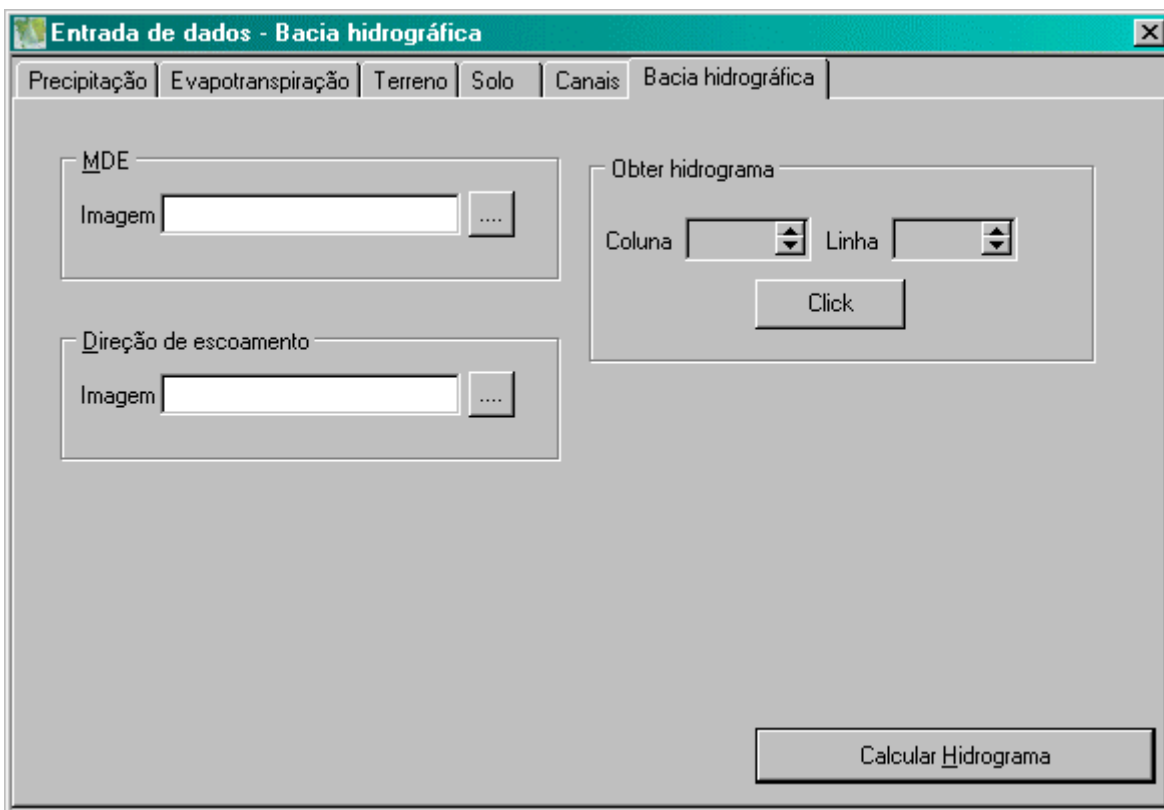 Entrada de dados - Bacia hidrográfica
Precipitação Evapotranspiração Terreno Solo Canais Bacia hidrográfica
MDE
Imagem ....
Direção de escoamento
Imagem ....
Obter hidrograma
Coluna Linha
Click
Calcular Hidrograma